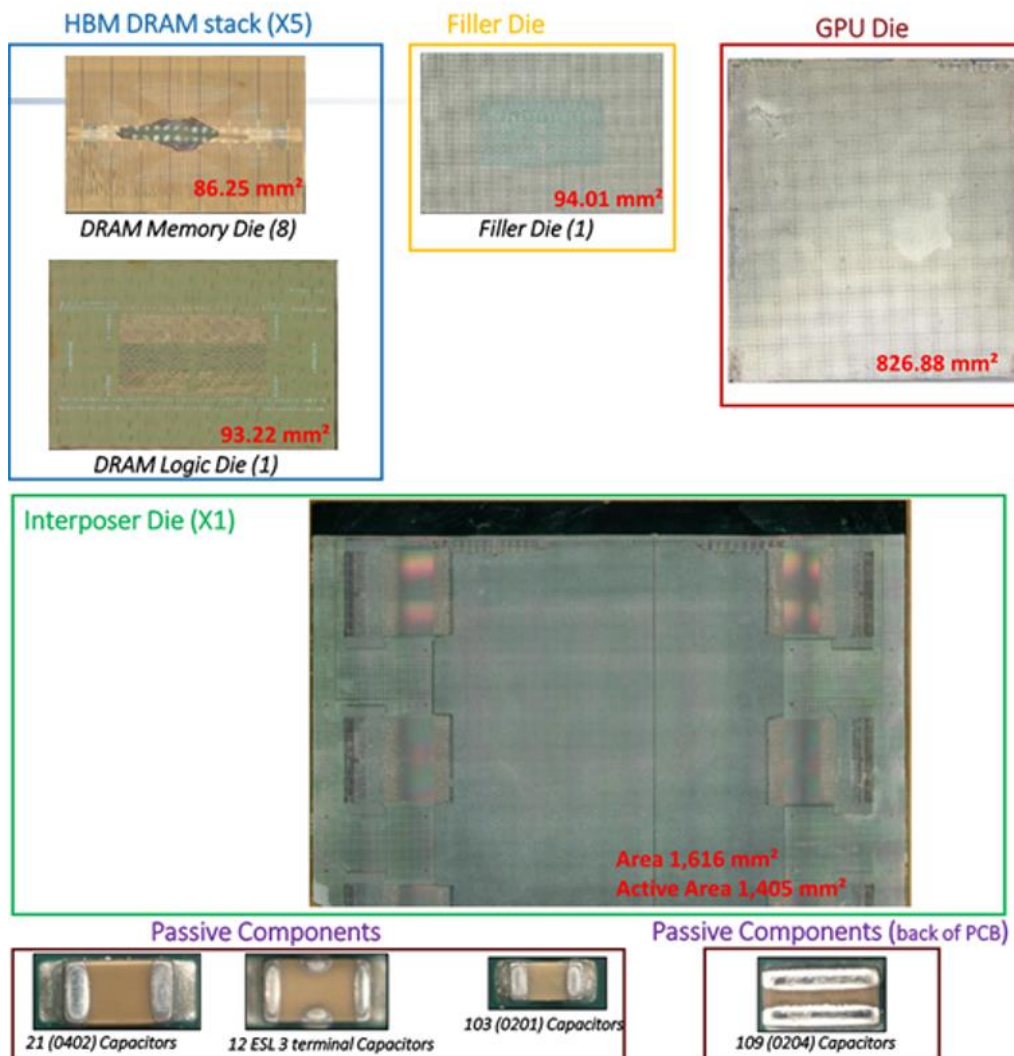 HBM DRAM stack (X5)
Filler Die
GPU Die
86.25 mm²
DRAM Memory Die (8)
94.01 mm²
Filler Die (1)
826.88 mm²
93.22 mm²
DRAM Logic Die (1)
Interposer Die (X1)
Area 1,616 mm²
Active Area 1,405 mm²
Passive Components
Passive Components (back of PCB)
21 (0402) Capacitors
12 ESL 3 terminal Capacitors
103 (0201) Capacitors
109 (0204) Capacitors